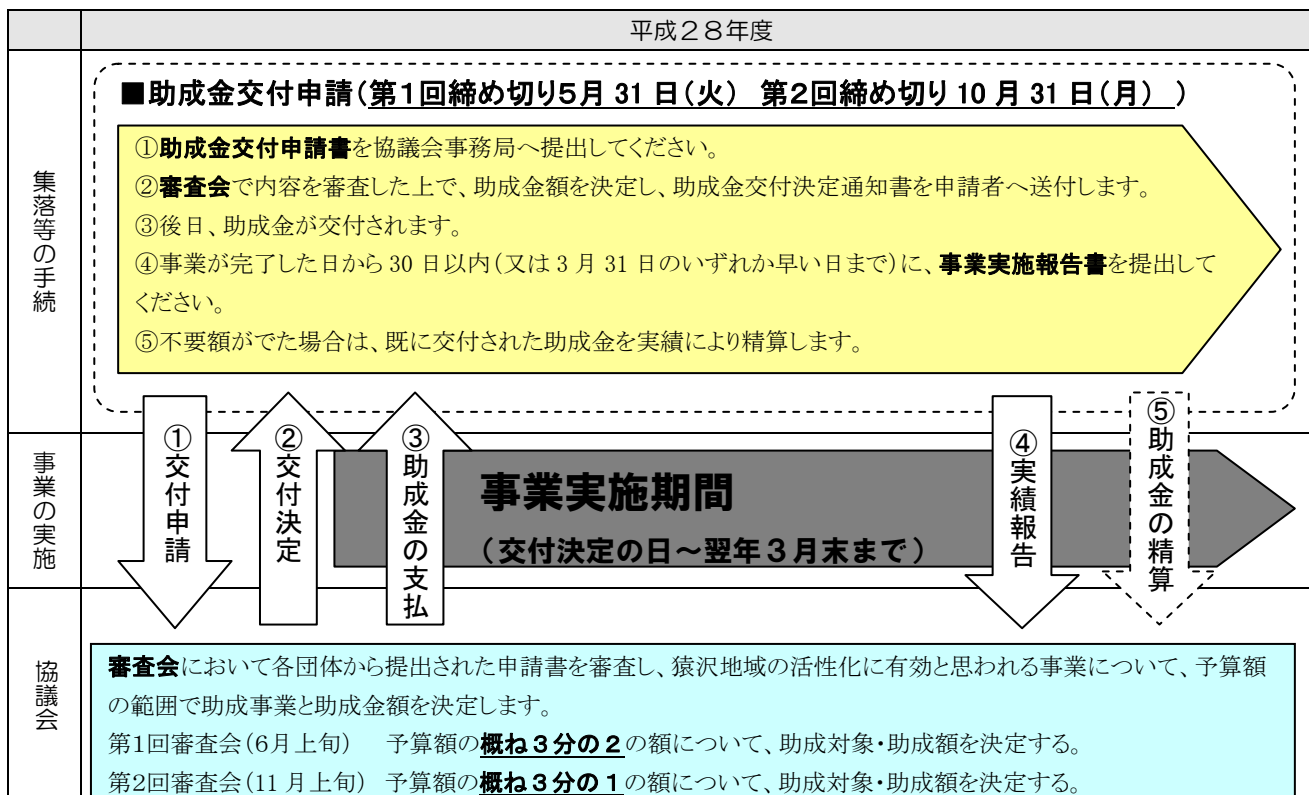 平成２８年度
集落等の手続
■助成金交付申請（第１回締め切り５月 31 日（火）　第２回締め切り 10 月 31 日（月）　）
①助成金交付申請書を協議会事務局へ提出してください。
②審査会で内容を審査した上で、助成金額を決定し、助成金交付決定通知書を申請者へ送付します。
③後日、助成金が交付されます。
④事業が完了した日から 30 日以内（又は 3 月 31 日のいずれか早い日まで）に、事業実施報告書を提出して
ください。
⑤不要額がでた場合は、既に交付された助成金を実績により精算します。
事業の実施
①交付申請
②交付決定
③助成金の支払
事業実施期間
（交付決定の日～翌年３月末まで）
④実績報告
⑤助成金の精算
協議会
審査会において各団体から提出された申請書を審査し、猿沢地域の活性化に有効と思われる事業について、予算額
の範囲で助成事業と助成金額を決定します。
第１回審査会（６月上旬）　予算額の概ね３分の２の額について、助成対象・助成額を決定する。
第２回審査会（11 月上旬）　予算額の概ね３分の１の額について、助成対象・助成額を決定する。